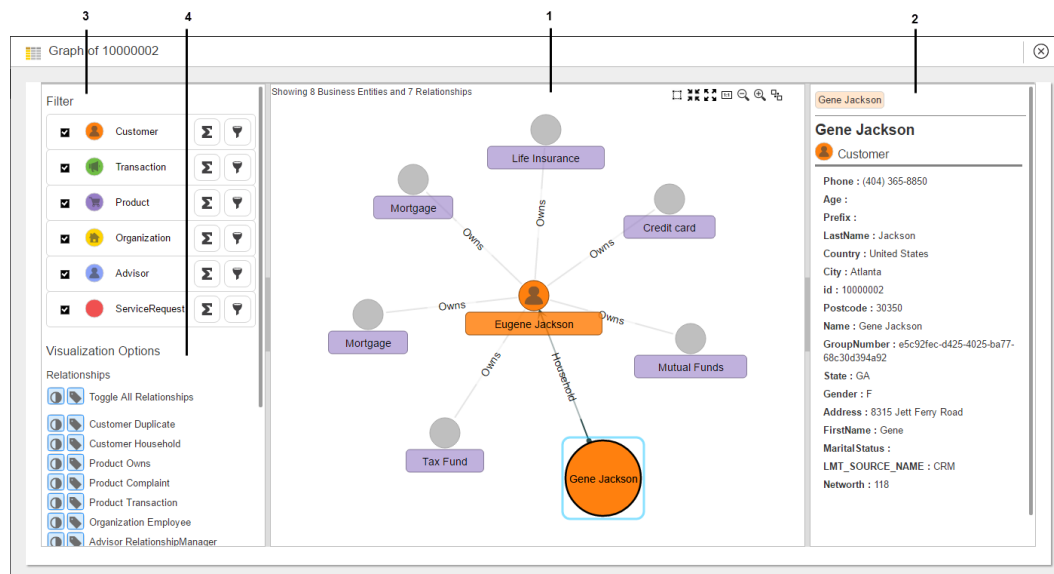 3
4
1
2
Graph of 10000002
Filter
Customer
Transaction
Product
Organization
Advisor
ServiceRequest
Visualization Options
Relationships
Toggle All Relationships
Customer Duplicate
Customer Household
Product Owns
Product Complaint
Product Transaction
Organization Employee
Advisor RelationshipManager
Showing 8 Business Entities and 7 Relationships
Life Insurance
Mortgage
Credit card
Owns
Owns
Owns
Owns
Eugene Jackson
Owns
Mortgage
Mutual Funds
Owns
Household
Tax Fund
Gene Jackson
Gene Jackson
Gene Jackson
Customer
Phone : (404) 365-8850
Age :
Prefix :
LastName : Jackson
Country : United States
City : Atlanta
id : 10000002
Postcode : 30350
Name : Gene Jackson
GroupNumber : e5c92fec-d425-4025-ba77-
68c30d394a92
State : GA
Gender : F
Address : 8315 Jett Ferry Road
FirstName : Gene
MaritalStatus :
LMT_SOURCE_NAME : CRM
Networth : 118